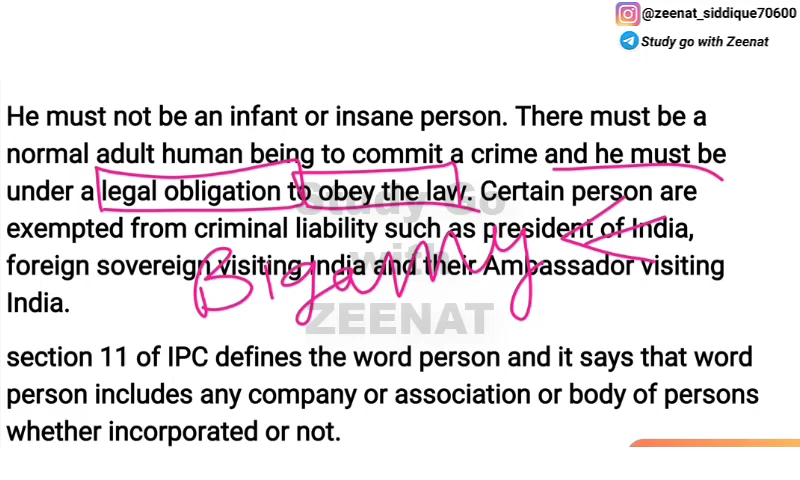 @zeenat_siddique70600
Study go with Zeenat
He must not be an infant or insane person. There must be a
normal adult human being to commit a crime and he must be
under a legal obligation to obey the law. Certain person are
exempted from criminal liability such as president of India,
foreign sovereign visiting India and their Ambassador visiting
India.
Bigammy
Study Go
with
ZEENAT
section 11 of IPC defines the word person and it says that word
person includes any company or association or body of persons
whether incorporated or not.